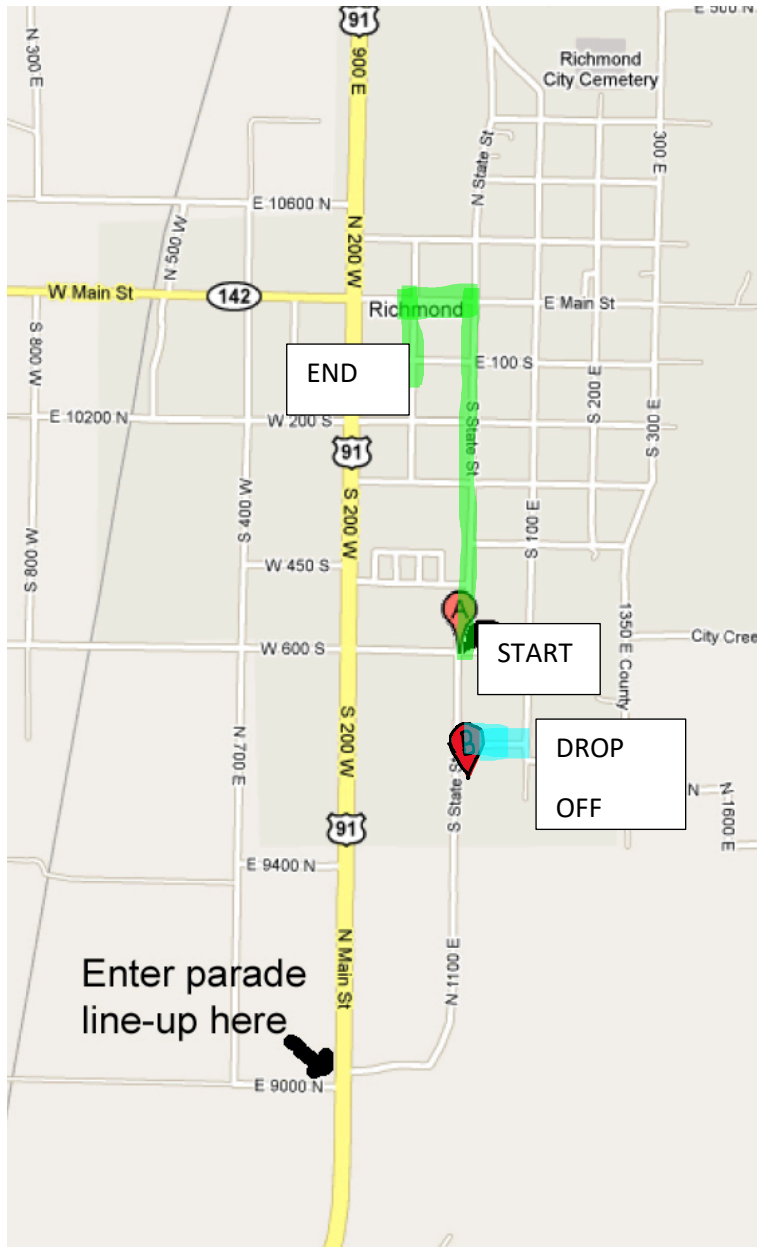 E 500 N
91
900 E
N 300 E
Richmond
City Cemetery
300 E
N State St
E 10600 N
N 500 W
N 200 W
W Main St
142
Richmond
E Main St
END
E 100 S
S 800 W
S 200 E
S 300 E
S State St
E 10200 N
W 200 S
91
S 400 W
S 200 W
S 100 E
W 450 S
S 800 W
A
1350 E County
START
City Cree
W 600 S
N 700 E
S 200 W
B
DROP
OFF
S State St
N
N 1600 E
91
E 9400 N
N Main St
N 1100 E
Enter parade
line-up here
E 9000 N